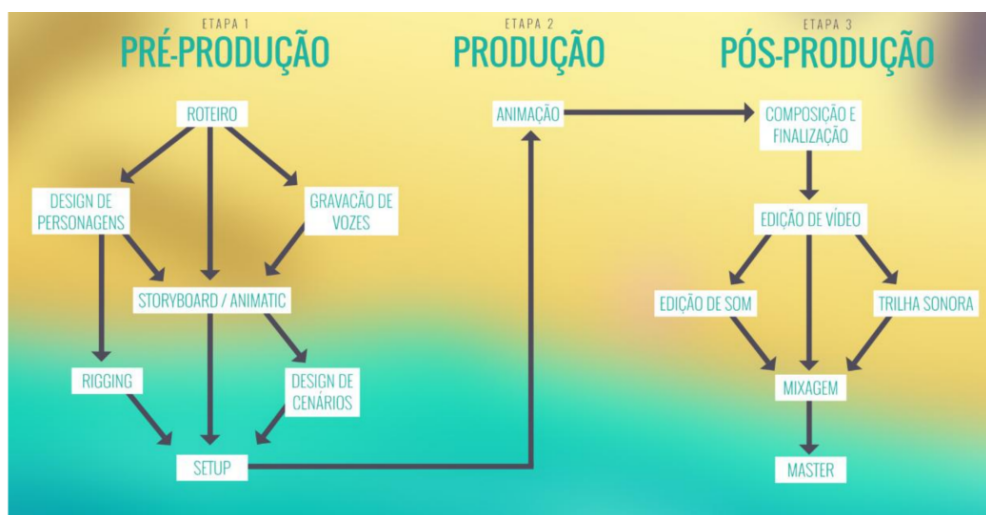 ETAPA 1
PRÉ-PRODUÇÃO
ROTEIRO
DESIGN DE
PERSONAGENS
GRAVAÇÃO DE
VOZES
STORYBOARD / ANIMATIC
RIGGING
DESIGN DE
CENÁRIOS
SETUP
ETAPA 2
PRODUÇÃO
ANIMAÇÃO
ETAPA 3
PÓS-PRODUÇÃO
COMPOSIÇÃO E
FINALIZAÇÃO
EDIÇÃO DE VÍDEO
EDIÇÃO DE SOM
TRILHA SONORA
MIXAGEM
MASTER